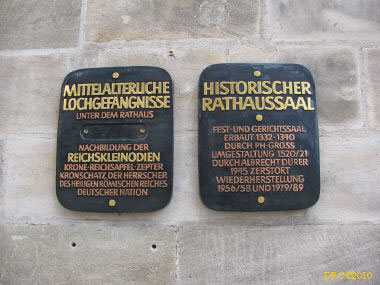 MITTELALTERLICHE
LOCHGEFÄNGNISSE
UNTER DEM RATHAUS
NACHBILDUNG DER
REICHSKLEINODIEN
KRONE·REICHSAPFEL·ZEPTER
KRONSCHATZ DER HERRSCHER
DES HEILIGEN RÖMISCHEN REICHES
DEUTSCHER NATION
HISTORISCHER
RATHAUSSAAL
FEST-UND GERICHTSSAAL
ERBAUT 1332-1340
DURCH PH·GROSS
UMGESTALTUNG 1520/21
DURCH ALBRECHT DÜRER
1945 ZERSTÖRT
WIEDERHERSTELLUNG
1956/58 UND 1979/89
DRC©2010